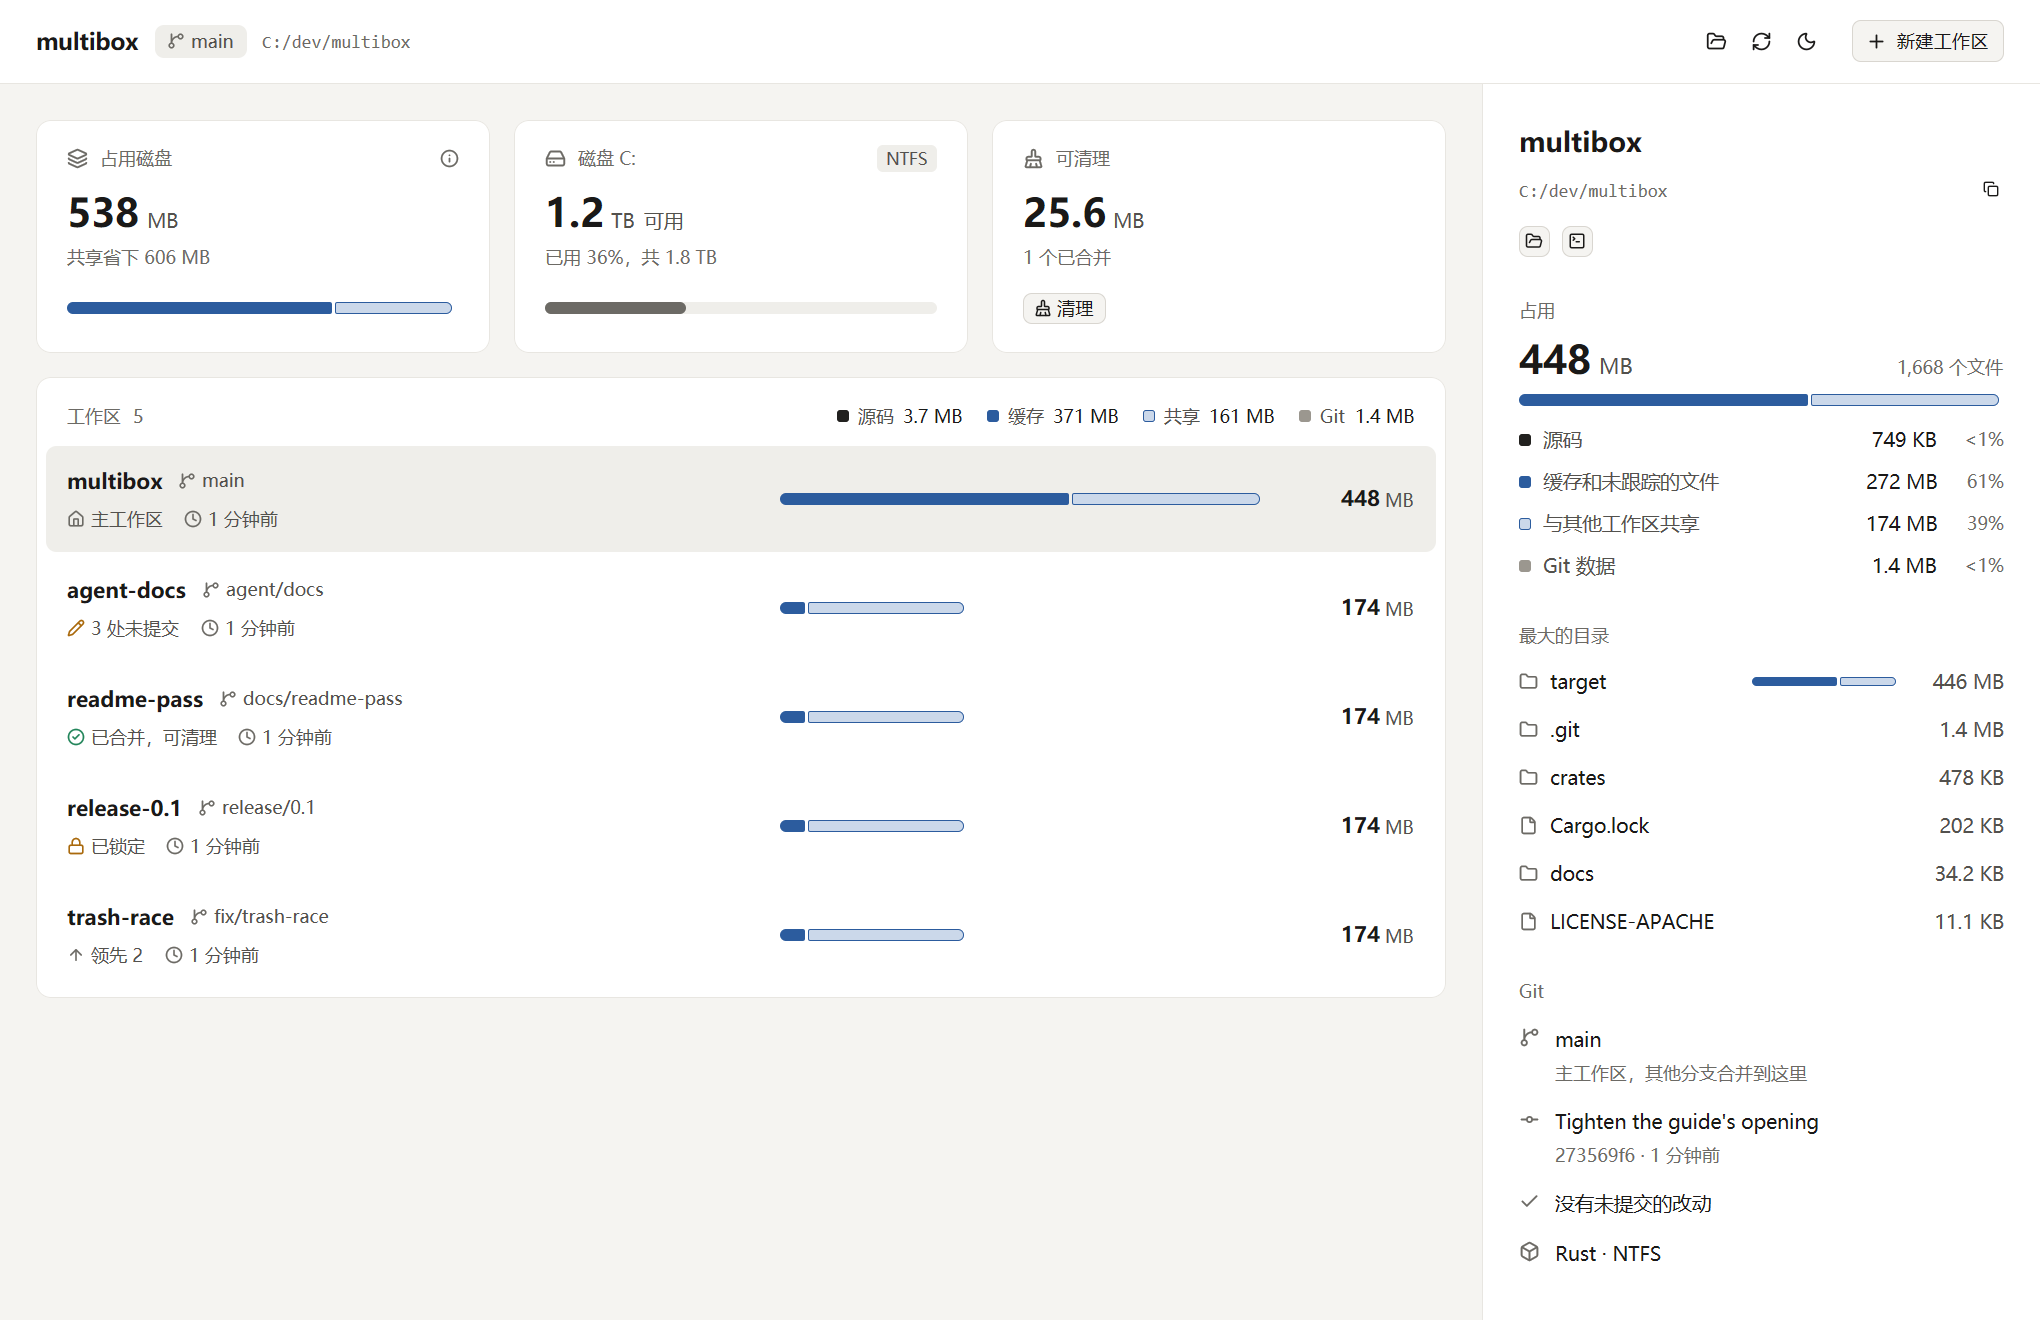 multibox main C:/dev/multibox
新建工作区
占用磁盘
538 MB
共享省下 606 MB
磁盘 C: NTFS
1.2 TB 可用
已用 36%，共 1.8 TB
可清理
25.6 MB
1 个已合并
清理
工作区 5
源码 3.7 MB 缓存 371 MB 共享 161 MB Git 1.4 MB
multibox main
主工作区 1 分钟前
448 MB
agent-docs agent/docs
3 处未提交 1 分钟前
174 MB
readme-pass docs/readme-pass
已合并，可清理 1 分钟前
174 MB
release-0.1 release/0.1
已锁定 1 分钟前
174 MB
trash-race fix/trash-race
领先 2 1 分钟前
174 MB
multibox
C:/dev/multibox
占用
448 MB 1,668 个文件
源码 749 KB <1%
缓存和未跟踪的文件 272 MB 61%
与其他工作区共享 174 MB 39%
Git 数据 1.4 MB <1%
最大的目录
target 446 MB
.git 1.4 MB
crates 478 KB
Cargo.lock 202 KB
docs 34.2 KB
LICENSE-APACHE 11.1 KB
Git
main
主工作区，其他分支合并到这里
Tighten the guide's opening
273569f6 · 1 分钟前
没有未提交的改动
Rust · NTFS